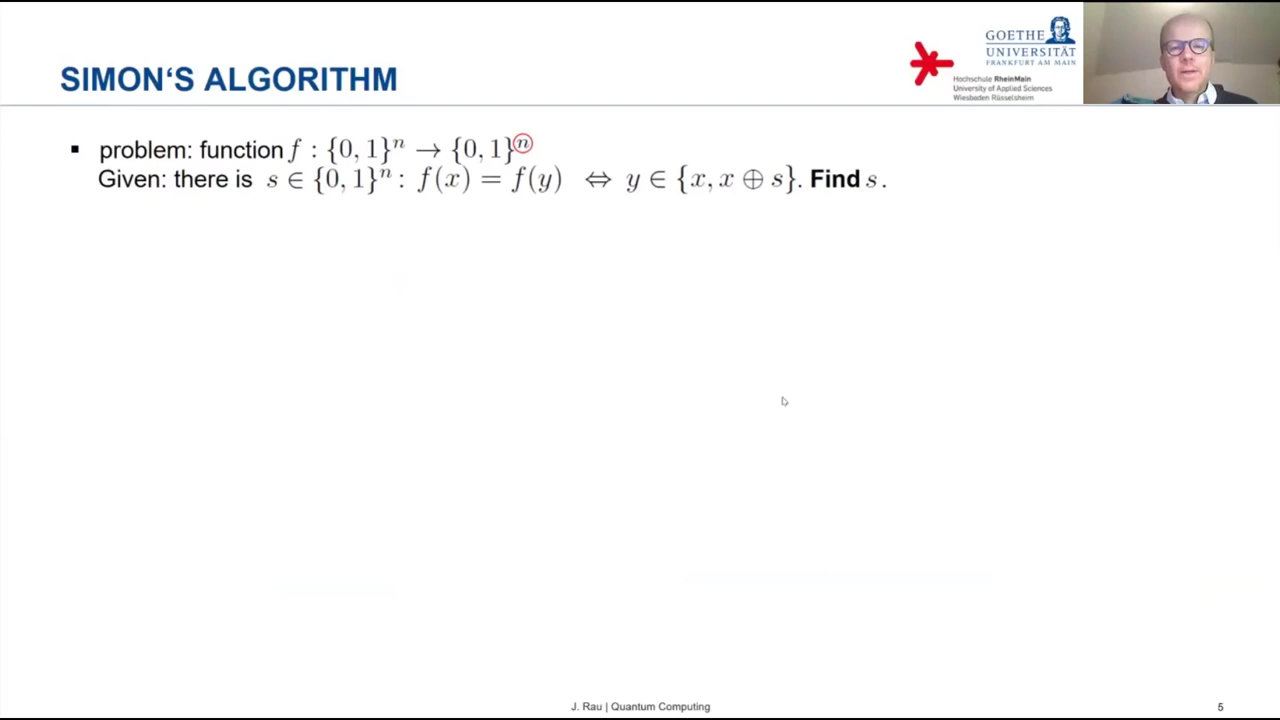 SIMON'S ALGORITHM
GOETHE
UNIVERSITÄT
FRANKFURT AM MAIN
Hochschule RheinMain
University of Applied Sciences
Wiesbaden Rüsselsheim
▪ problem: function f : {0, 1}ⁿ → {0, 1}ⁿ
Given: there is s ∈ {0, 1}ⁿ : f(x) = f(y) ⇔ y ∈ {x, x ⊕ s}. Find s.
J. Rau | Quantum Computing
5